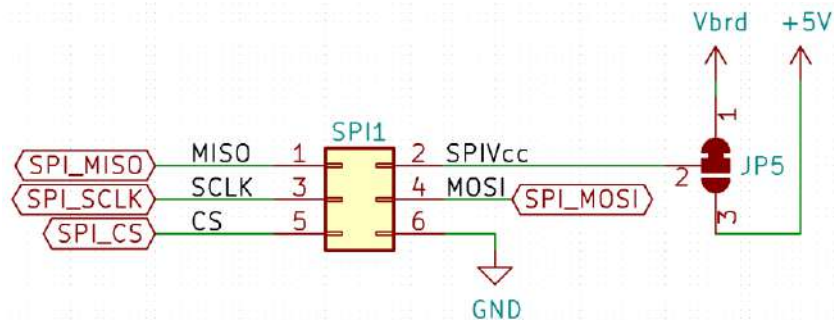 Vbrd +5V
1
SPI1
SPI_MISO MISO 1 2 SPIVcc 2 JP5
SPI_SCLK SCLK 3 4 MOSI SPI_MOSI
SPI_CS CS 5 6 3
GND